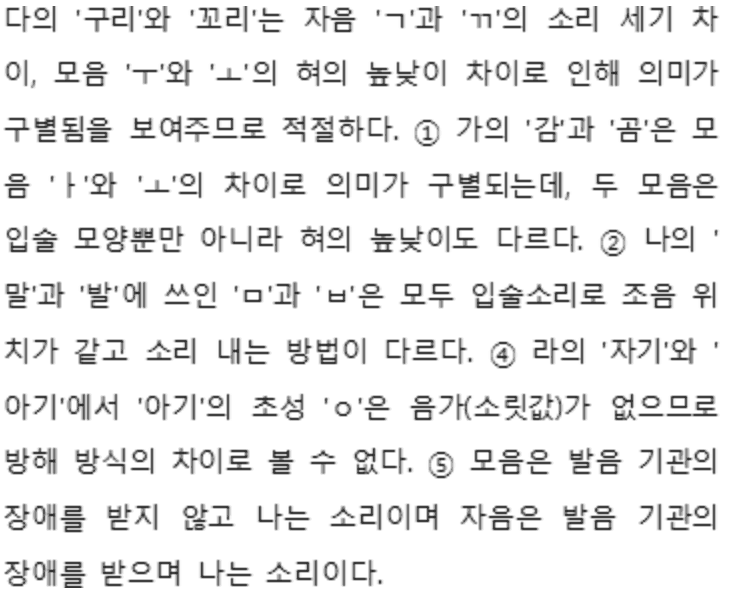 다의 '구리'와 '꼬리'는 자음 'ㄱ'과 'ㄲ'의 소리 세기 차
이, 모음 'ㅜ'와 'ㅗ'의 혀의 높낮이 차이로 인해 의미가
구별됨을 보여주므로 적절하다. ① 가의 '감'과 '곰'은 모
음 'ㅏ'와 'ㅗ'의 차이로 의미가 구별되는데, 두 모음은
입술 모양뿐만 아니라 혀의 높낮이도 다르다. ② 나의 '
말'과 '발'에 쓰인 'ㅁ'과 'ㅂ'은 모두 입술소리로 조음 위
치가 같고 소리 내는 방법이 다르다. ④ 라의 '자기'와 '
아기'에서 '아기'의 초성 'ㅇ'은 음가(소릿값)가 없으므로
방해 방식의 차이로 볼 수 없다. ⑤ 모음은 발음 기관의
장애를 받지 않고 나는 소리이며 자음은 발음 기관의
장애를 받으며 나는 소리이다.